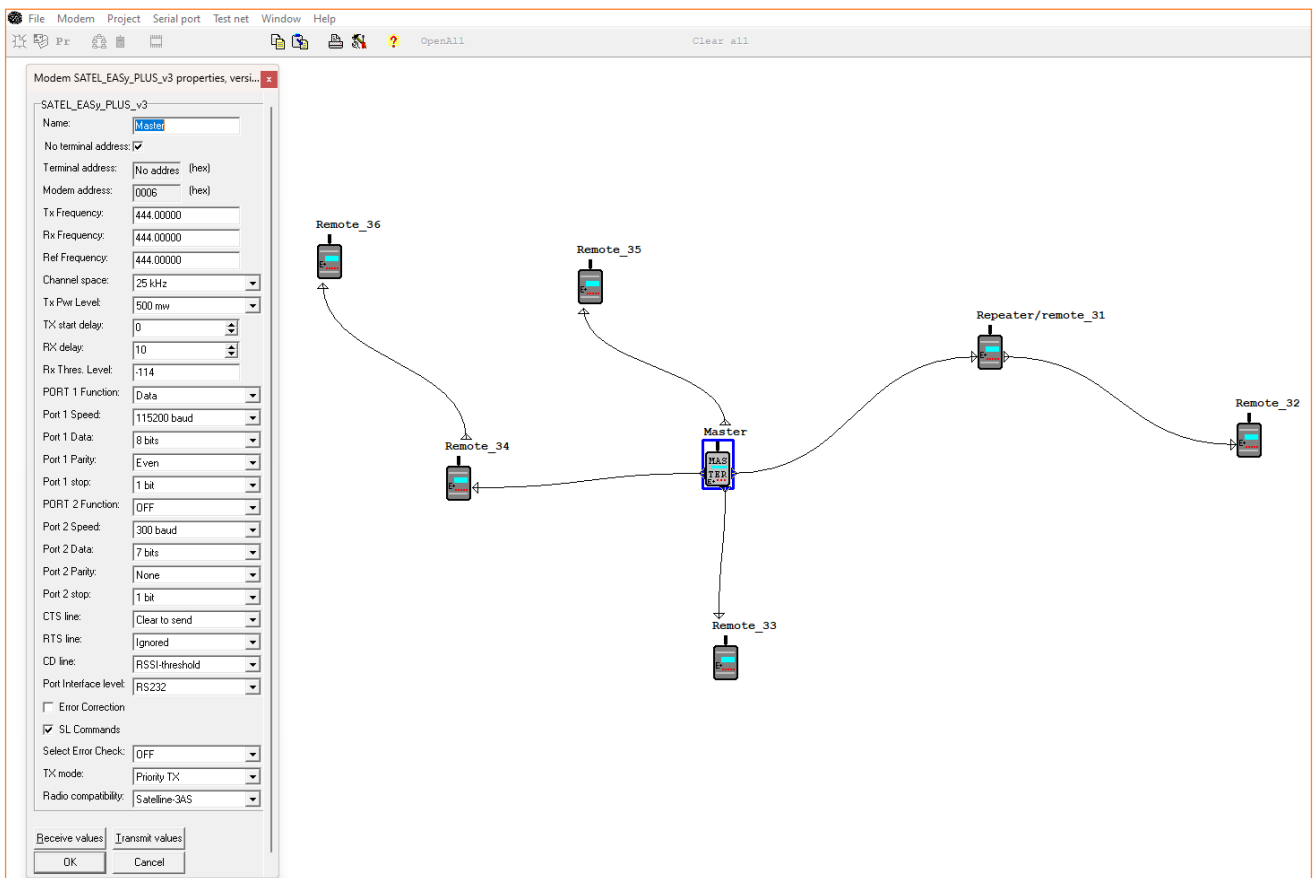 File Modem Project Serial port Test net Window Help
Pr ? OpenAll Clear all
Modem SATEL_EASy_PLUS_v3 properties, versi... x
SATEL_EASy_PLUS_v3
Name: Master
No terminal address:
Terminal address: No addres (hex)
Modem address: 0006 (hex)
Tx Frequency: 444.00000
Rx Frequency: 444.00000
Ref Frequency: 444.00000
Channel space: 25 kHz
Tx Pwr Level: 500 mw
TX start delay: 0
RX delay: 10
Rx Thres. Level: -114
PORT 1 Function: Data
Port 1 Speed: 115200 baud
Port 1 Data: 8 bits
Port 1 Parity: Even
Port 1 stop: 1 bit
PORT 2 Function: OFF
Port 2 Speed: 300 baud
Port 2 Data: 7 bits
Port 2 Parity: None
Port 2 stop: 1 bit
CTS line: Clear to send
RTS line: Ignored
CD line: RSSI-threshold
Port Interface level: RS232
Error Correction
SL Commands
Select Error Check: OFF
TX mode: Priority TX
Radio compatibility: Satelline-3AS
Receive values Transmit values
OK Cancel
Remote_36
E+
Remote_35
E+
Repeater/remote_31
E+
Remote_32
E+
Remote_34
E+
Master
MAS
TER
E+
Remote_33
E+